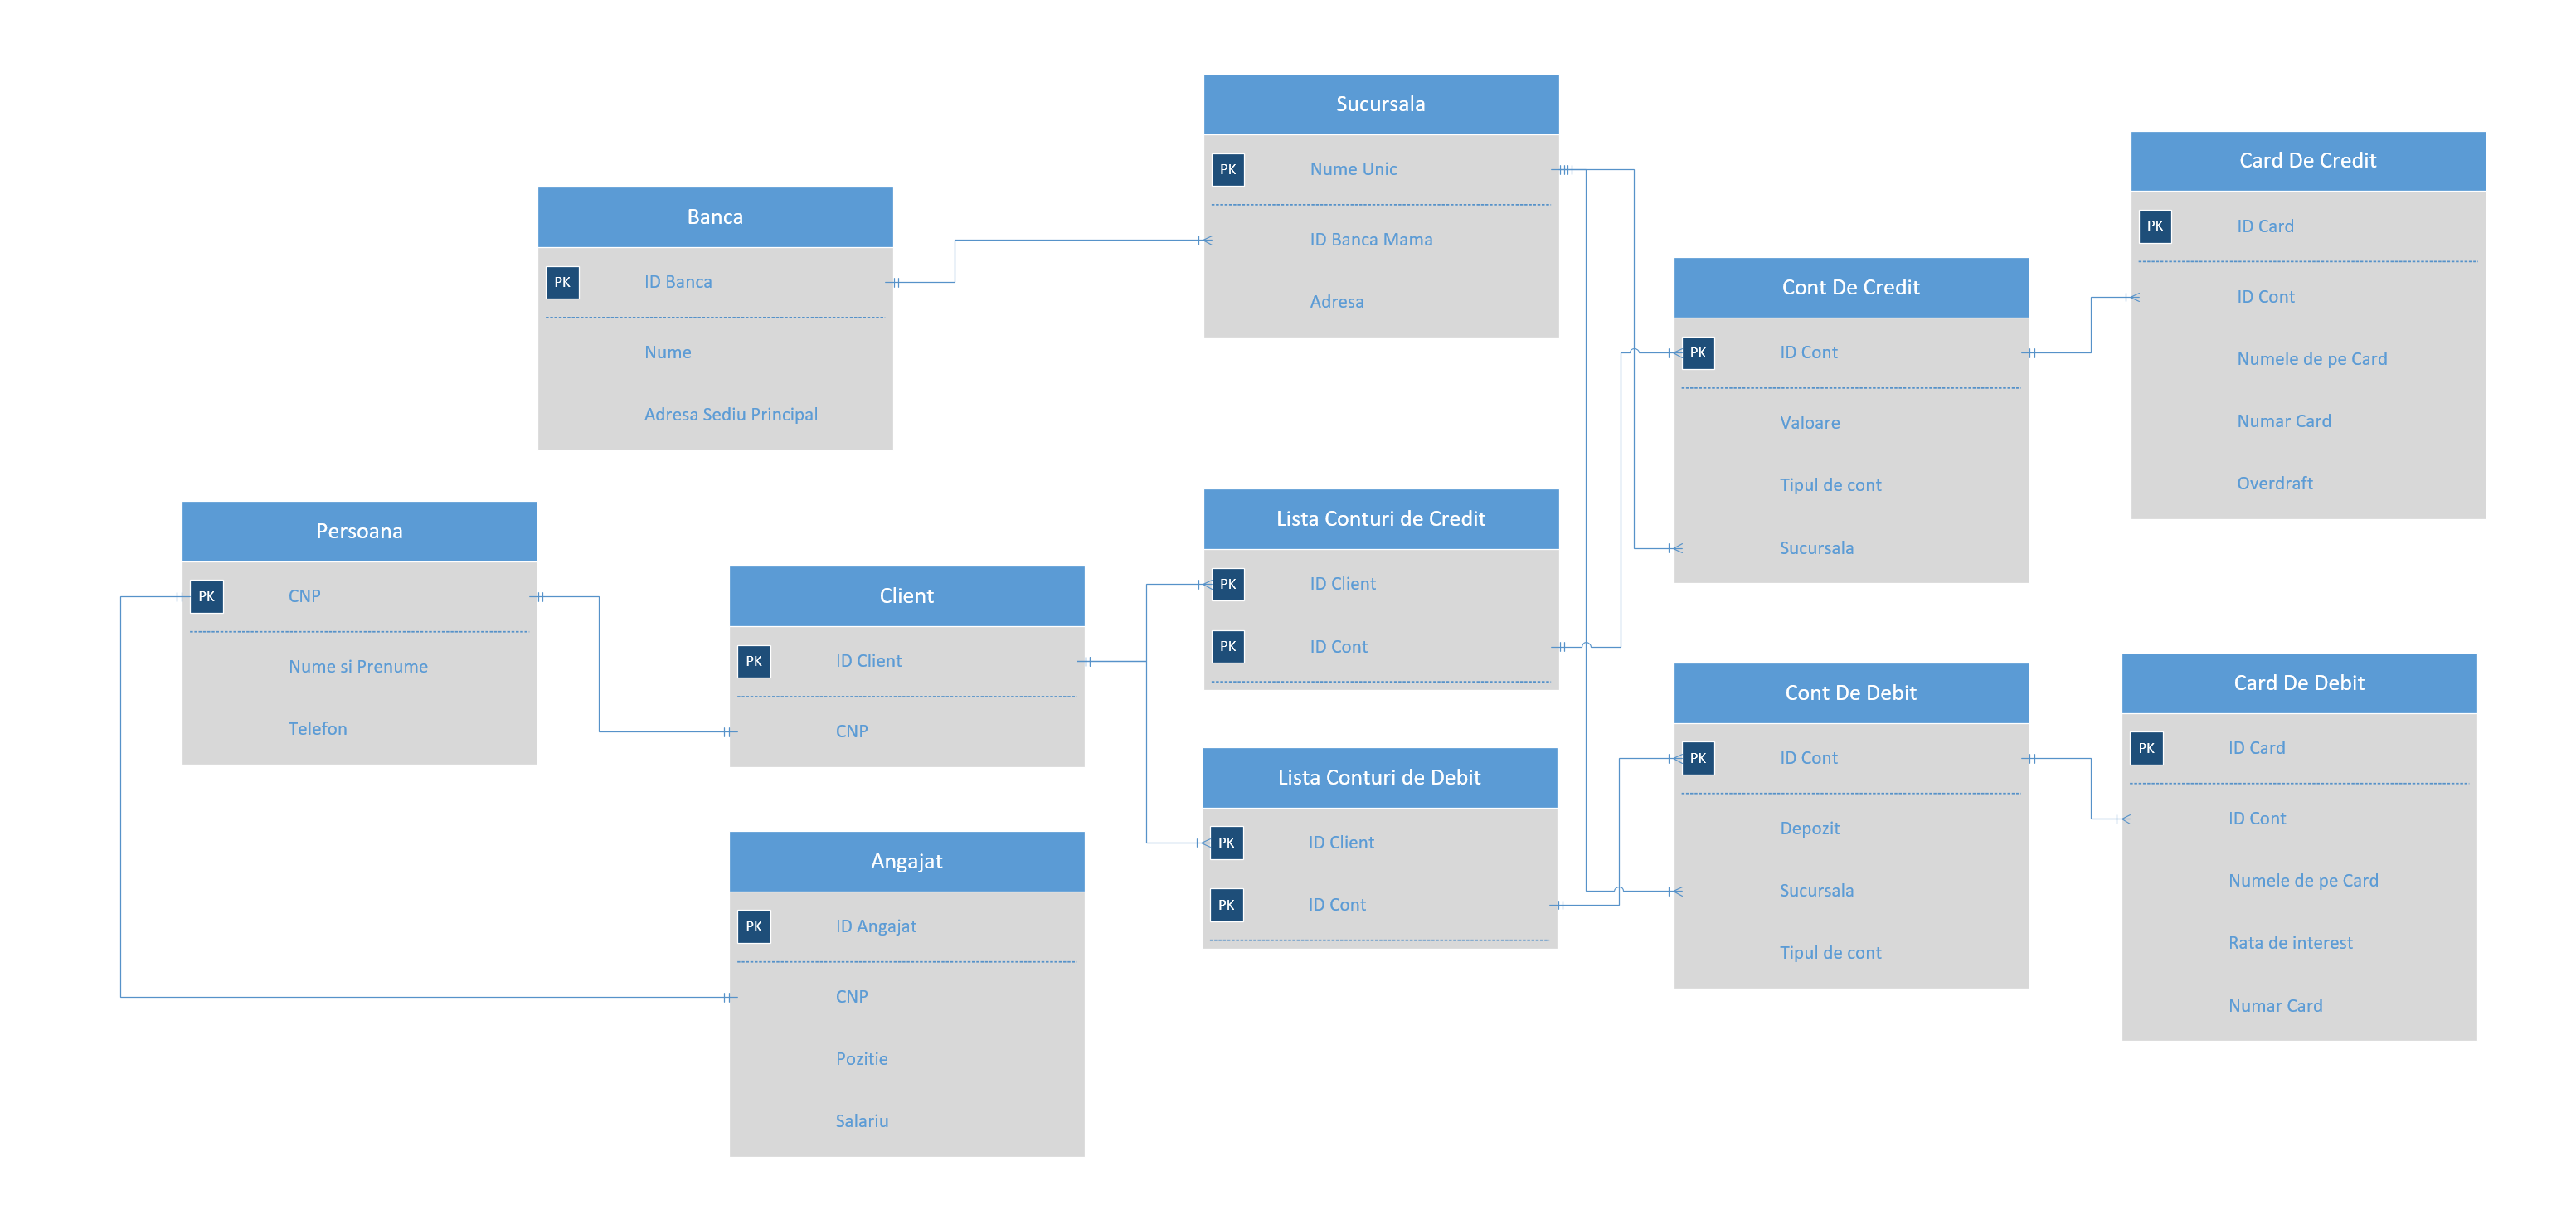 Sucursala
PK Nume Unic
ID Banca Mama
Adresa
Banca
PK ID Banca
Nume
Adresa Sediu Principal
Card De Credit
PK ID Card
ID Cont
Numele de pe Card
Numar Card
Overdraft
Cont De Credit
PK ID Cont
Valoare
Tipul de cont
Sucursala
Persoana
PK CNP
Nume si Prenume
Telefon
Client
PK ID Client
CNP
Lista Conturi de Credit
PK ID Client
PK ID Cont
Lista Conturi de Debit
PK ID Client
PK ID Cont
Cont De Debit
PK ID Cont
Depozit
Sucursala
Tipul de cont
Card De Debit
PK ID Card
ID Cont
Numele de pe Card
Rata de interest
Numar Card
Angajat
PK ID Angajat
CNP
Pozitie
Salariu